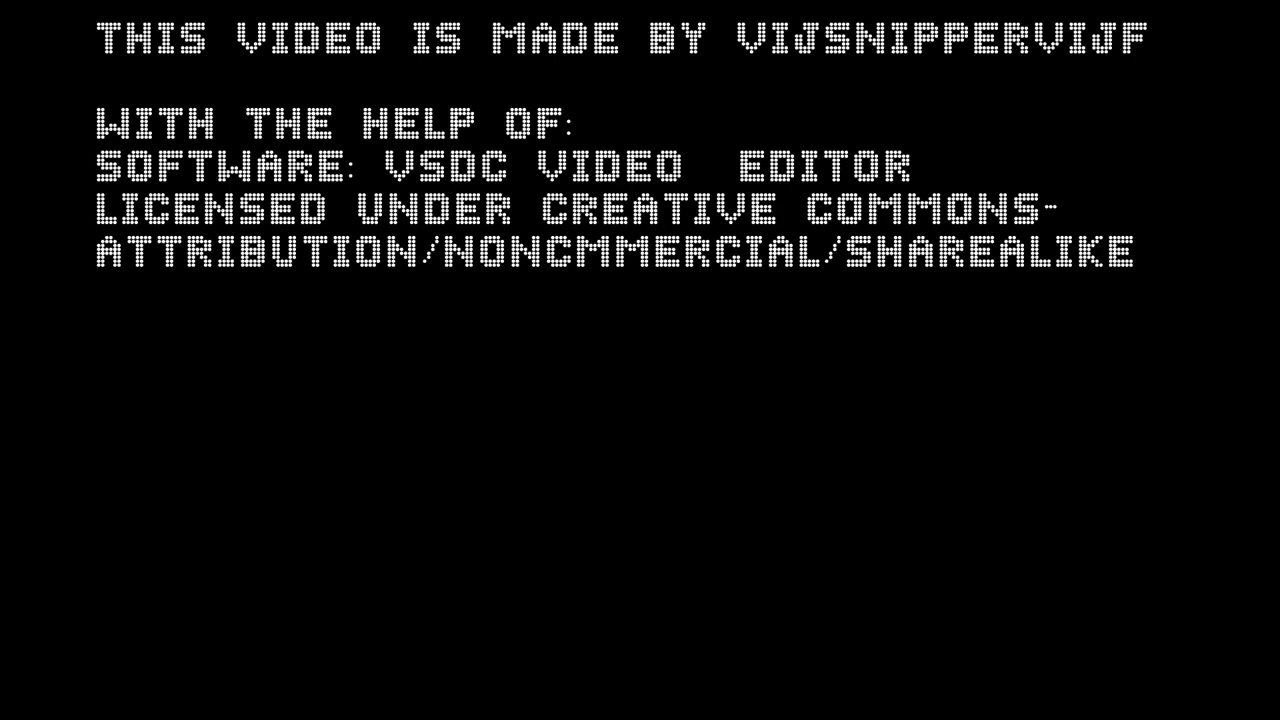 THIS VIDEO IS MADE BY VIJSNIPPERVIJF
WITH THE HELP OF:
SOFTWARE: VSDC VIDEO  EDITOR
LICENSED UNDER CREATIVE COMMONS-
ATTRIBUTION/NONCMMERCIAL/SHAREALIKE